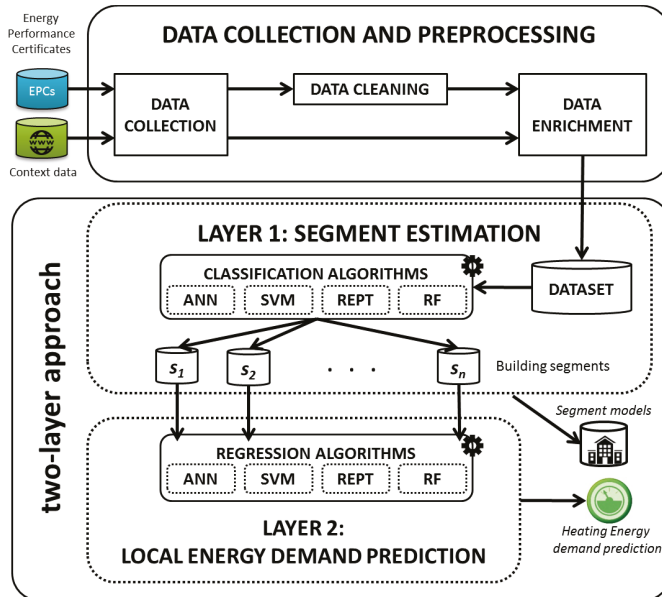 Energy
Performance
Certificates
EPCs
www
Context data
DATA COLLECTION AND PREPROCESSING
DATA
COLLECTION
DATA CLEANING
DATA
ENRICHMENT
two-layer approach
LAYER 1: SEGMENT ESTIMATION
CLASSIFICATION ALGORITHMS
ANN
SVM
REPT
RF
DATASET
s1
s2
. . .
sn
Building segments
Segment models
REGRESSION ALGORITHMS
ANN
SVM
REPT
RF
LAYER 2:
LOCAL ENERGY DEMAND PREDICTION
Heating Energy
demand prediction